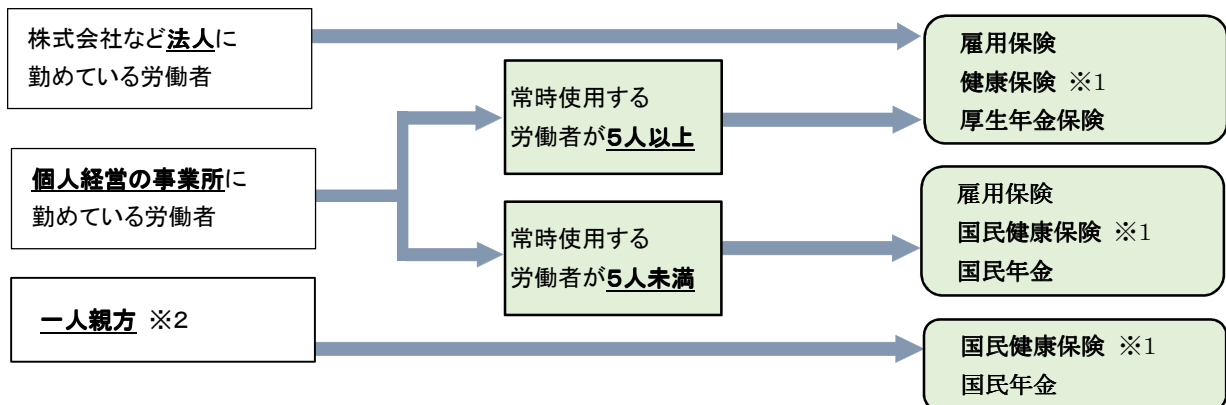 株式会社など法人に
勤めている労働者
個人経営の事業所に
勤めている労働者
一人親方 ※2
常時使用する
労働者が5人以上
常時使用する
労働者が5人未満
雇用保険
健康保険 ※1
厚生年金保険
雇用保険
国民健康保険 ※1
国民年金
国民健康保険 ※1
国民年金